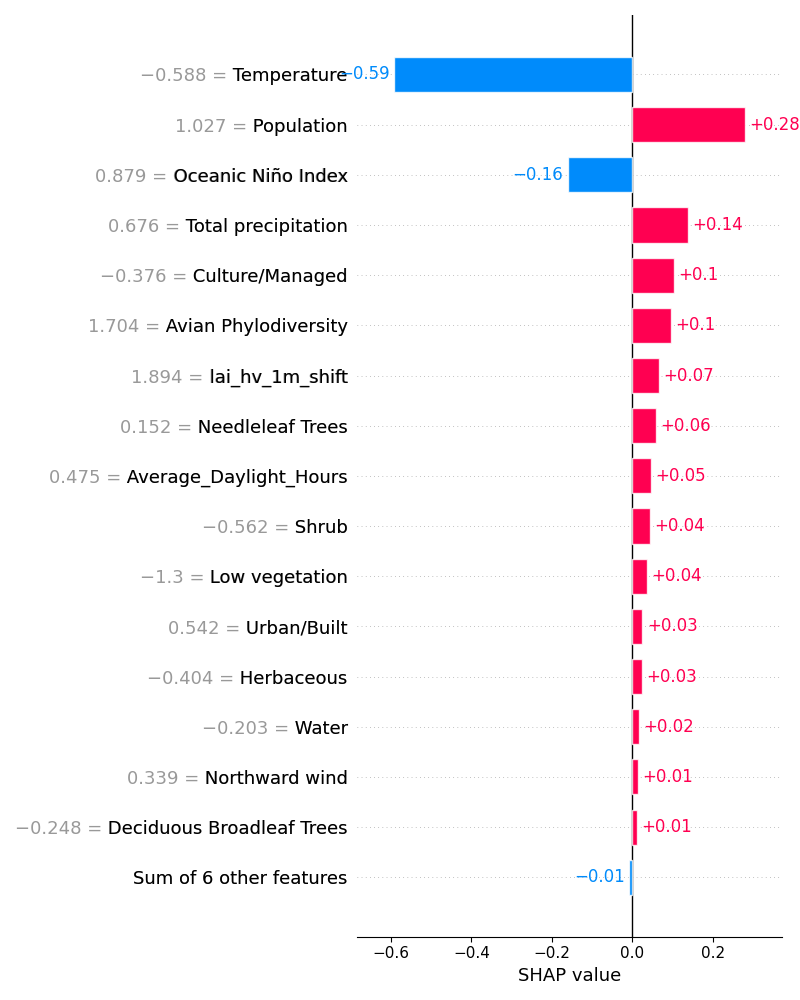 −0.588 = Temperature −0.59
1.027 = Population +0.28
0.879 = Oceanic Niño Index −0.16
0.676 = Total precipitation +0.14
−0.376 = Culture/Managed +0.1
1.704 = Avian Phylodiversity +0.1
1.894 = lai_hv_1m_shift +0.07
0.152 = Needleleaf Trees +0.06
0.475 = Average_Daylight_Hours +0.05
−0.562 = Shrub +0.04
−1.3 = Low vegetation +0.04
0.542 = Urban/Built +0.03
−0.404 = Herbaceous +0.03
−0.203 = Water +0.02
0.339 = Northward wind +0.01
−0.248 = Deciduous Broadleaf Trees +0.01
Sum of 6 other features −0.01
−0.6 −0.4 −0.2 0.0 0.2
SHAP value